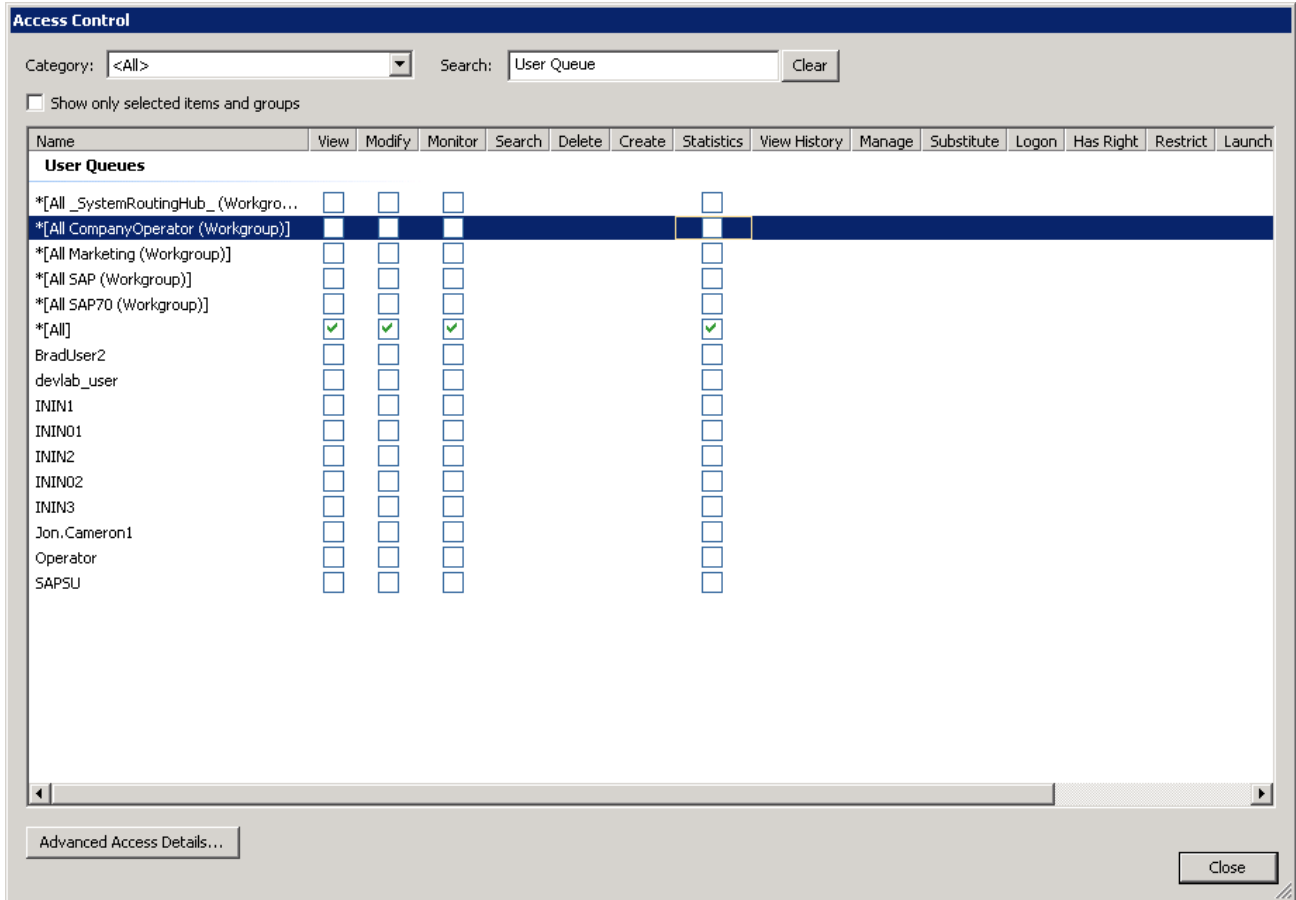 Access Control
Category: <All> Search: User Queue Clear
Show only selected items and groups
Name View Modify Monitor Search Delete Create Statistics View History Manage Substitute Logon Has Right Restrict Launch
User Queues
*[All _SystemRoutingHub_ (Workgro...
*[All CompanyOperator (Workgroup)]
*[All Marketing (Workgroup)]
*[All SAP (Workgroup)]
*[All SAP70 (Workgroup)]
*[All]
BradUser2
devlab_user
ININ1
ININ01
ININ2
ININ02
ININ3
Jon.Cameron1
Operator
SAPSU
Advanced Access Details...
Close